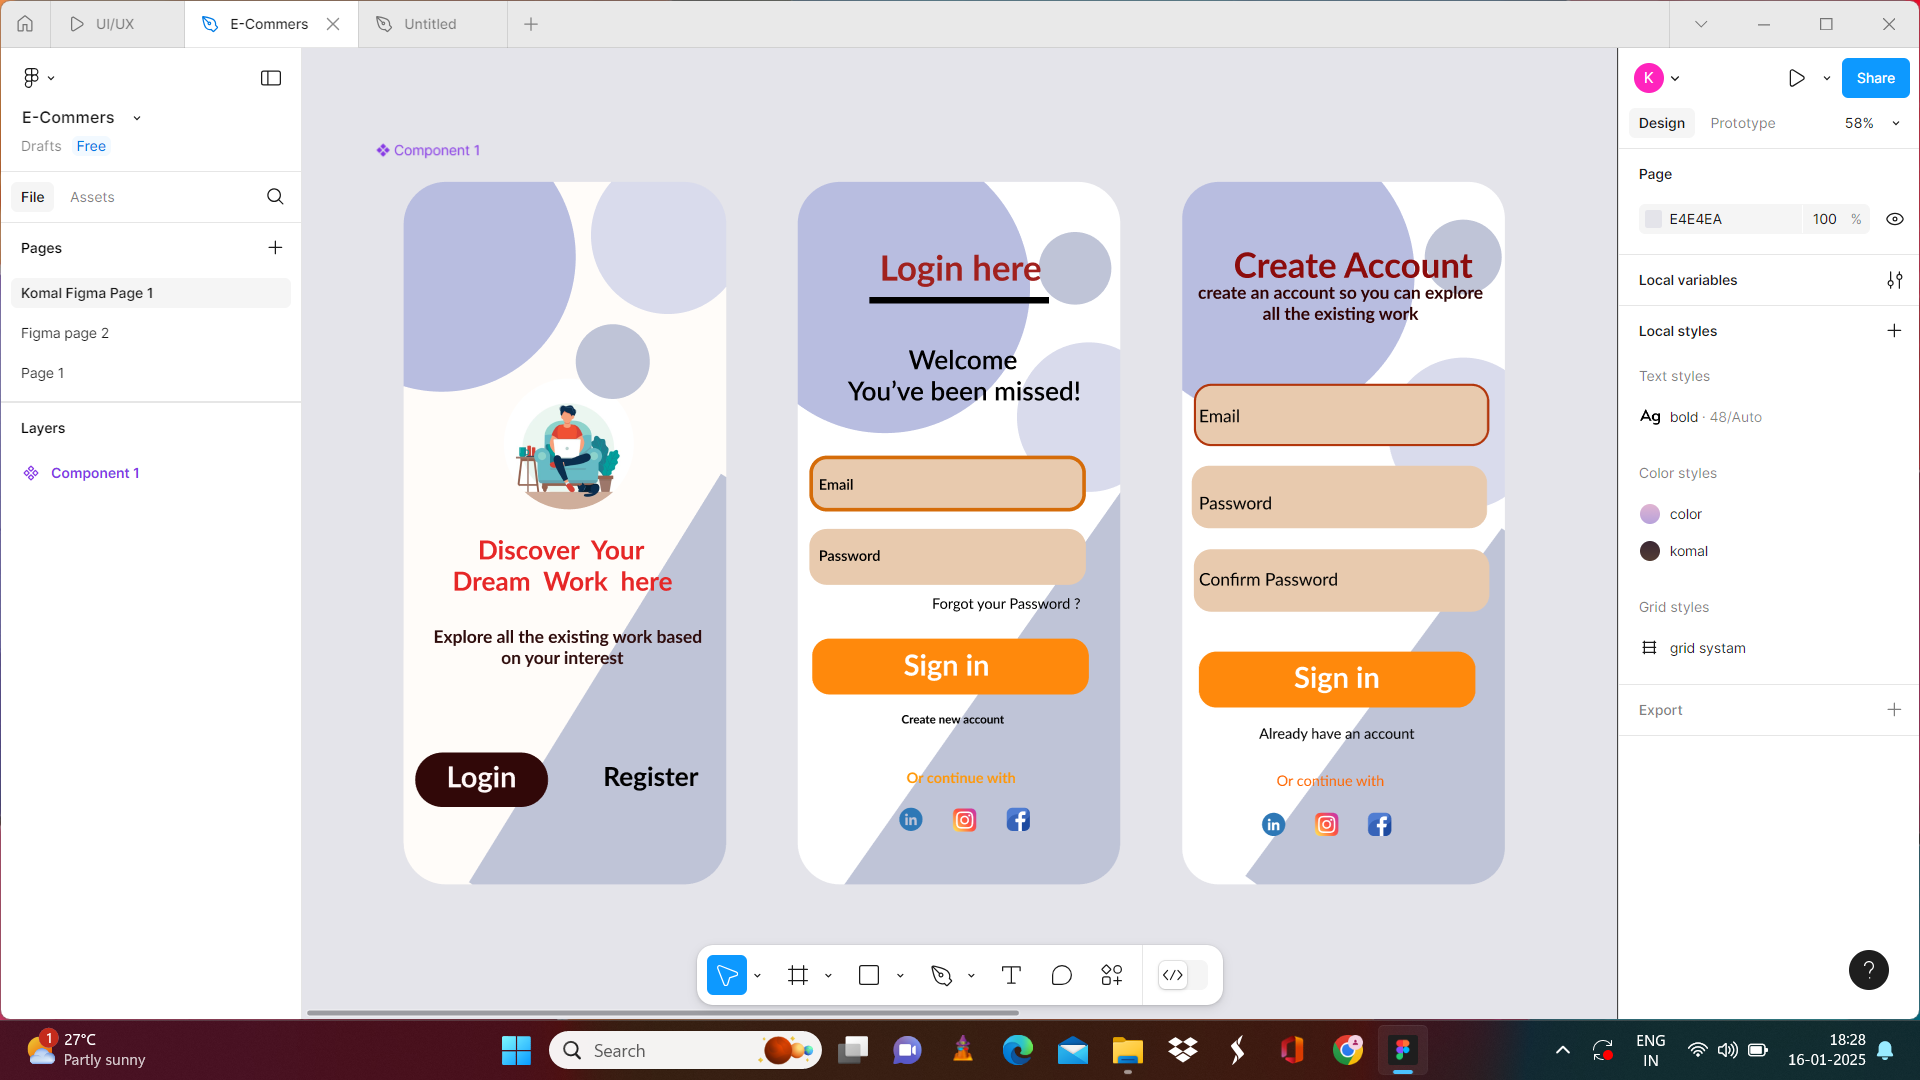 UI/UX
E-Commers
Untitled
E-Commers
Drafts Free
File Assets
Pages
Komal Figma Page 1
Figma page 2
Page 1
Layers
Component 1
Component 1
Discover Your
Dream Work here
Explore all the existing work based
on your interest
Login
Register
Login here
Welcome
You've been missed!
Email
Password
Forgot your Password ?
Sign in
Create new account
Or continue with
in
Create Account
create an account so you can explore
all the existing work
Email
Password
Confirm Password
Sign in
Already have an account
Or continue with
in
K
Share
Design Prototype 58%
Page
E4E4EA 100 %
Local variables
Local styles
Text styles
Ag bold · 48/Auto
Color styles
color
komal
Grid styles
grid systam
Export
?
1
27°C
Partly sunny
Search
ENG
IN
18:28
16-01-2025